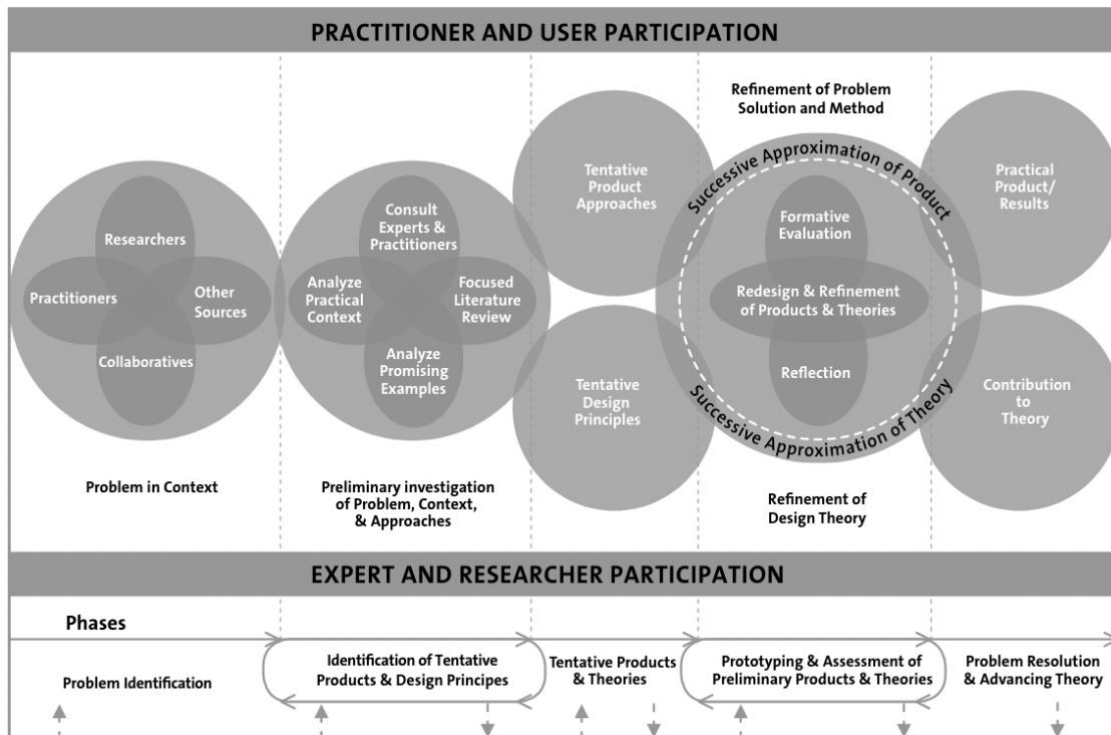 PRACTITIONER AND USER PARTICIPATION
Researchers
Practitioners
Other
Sources
Collaboratives
Problem in Context
Consult
Experts &
Practitioners
Analyze
Practical
Context
Focused
Literature
Review
Analyze
Promising
Examples
Preliminary investigation
of Problem, Context,
& Approaches
Tentative
Product
Approaches
Tentative
Design
Principles
Refinement of Problem
Solution and Method
Successive Approximation of Product
Formative
Evaluation
Redesign & Refinement
of Products & Theories
Reflection
Successive Approximation of Theory
Refinement of
Design Theory
Practical
Product/
Results
Contribution
to
Theory
EXPERT AND RESEARCHER PARTICIPATION
Phases
Problem Identification
Identification of Tentative
Products & Design Principes
Tentative Products
& Theories
Prototyping & Assessment of
Preliminary Products & Theories
Problem Resolution
& Advancing Theory